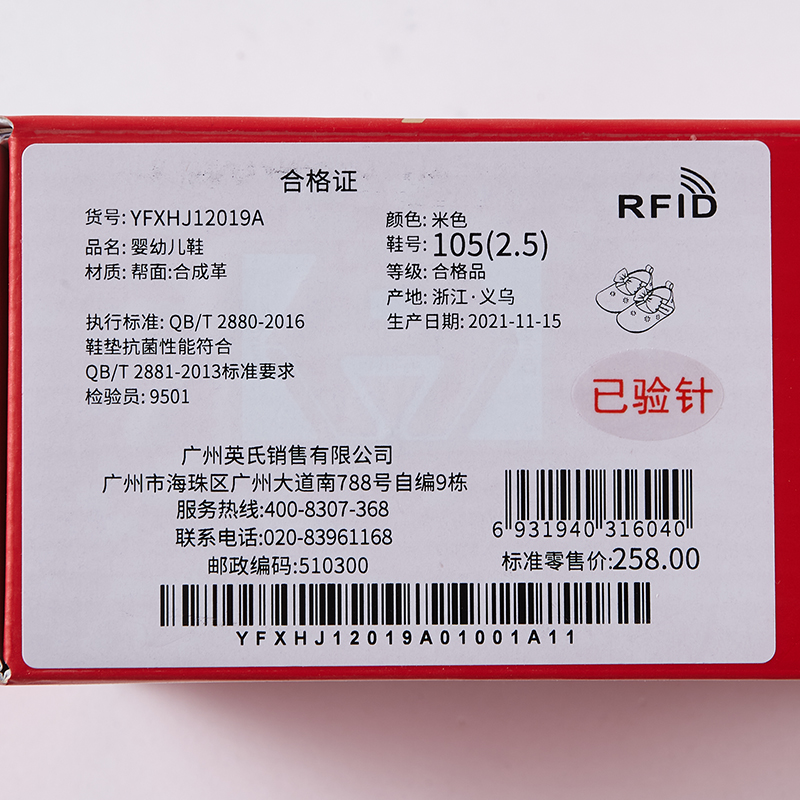 合格证
货号: YFXHJ12019A
品名: 婴幼儿鞋
材质: 帮面:合成革
执行标准: QB/T 2880-2016
鞋垫抗菌性能符合
QB/T 2881-2013标准要求
检验员: 9501
颜色: 米色
鞋号: 105(2.5)
等级: 合格品
产地: 浙江·义乌
生产日期: 2021-11-15
RFID
已验针
广州英氏销售有限公司
广州市海珠区广州大道南788号自编9栋
服务热线:400-8307-368
联系电话:020-83961168
邮政编码:510300
6 931940 316040
标准零售价:258.00
YFXHJ12019A01001A11